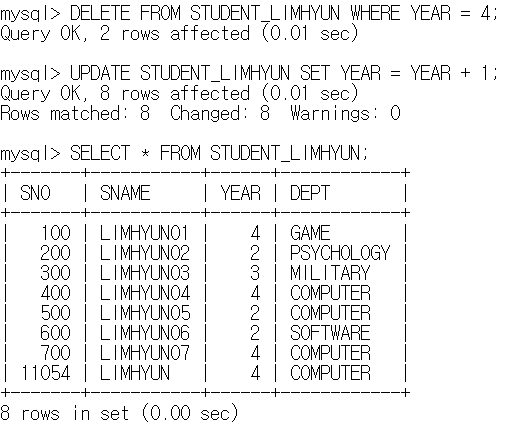 mysql> DELETE FROM STUDENT_LIMHYUN WHERE YEAR = 4;
Query OK, 2 rows affected (0.01 sec)
mysql> UPDATE STUDENT_LIMHYUN SET YEAR = YEAR + 1;
Query OK, 8 rows affected (0.01 sec)
Rows matched: 8  Changed: 8  Warnings: 0
mysql> SELECT * FROM STUDENT_LIMHYUN;
+-------+-----------+------+------------+
| SNO   | SNAME     | YEAR | DEPT       |
+-------+-----------+------+------------+
|   100 | LIMHYUN01 |    4 | GAME       |
|   200 | LIMHYUN02 |    2 | PSYCHOLOGY |
|   300 | LIMHYUN03 |    3 | MILITARY   |
|   400 | LIMHYUN04 |    4 | COMPUTER   |
|   500 | LIMHYUN05 |    2 | COMPUTER   |
|   600 | LIMHYUN06 |    2 | SOFTWARE   |
|   700 | LIMHYUN07 |    4 | COMPUTER   |
| 11054 | LIMHYUN   |    4 | COMPUTER   |
+-------+-----------+------+------------+
8 rows in set (0.00 sec)